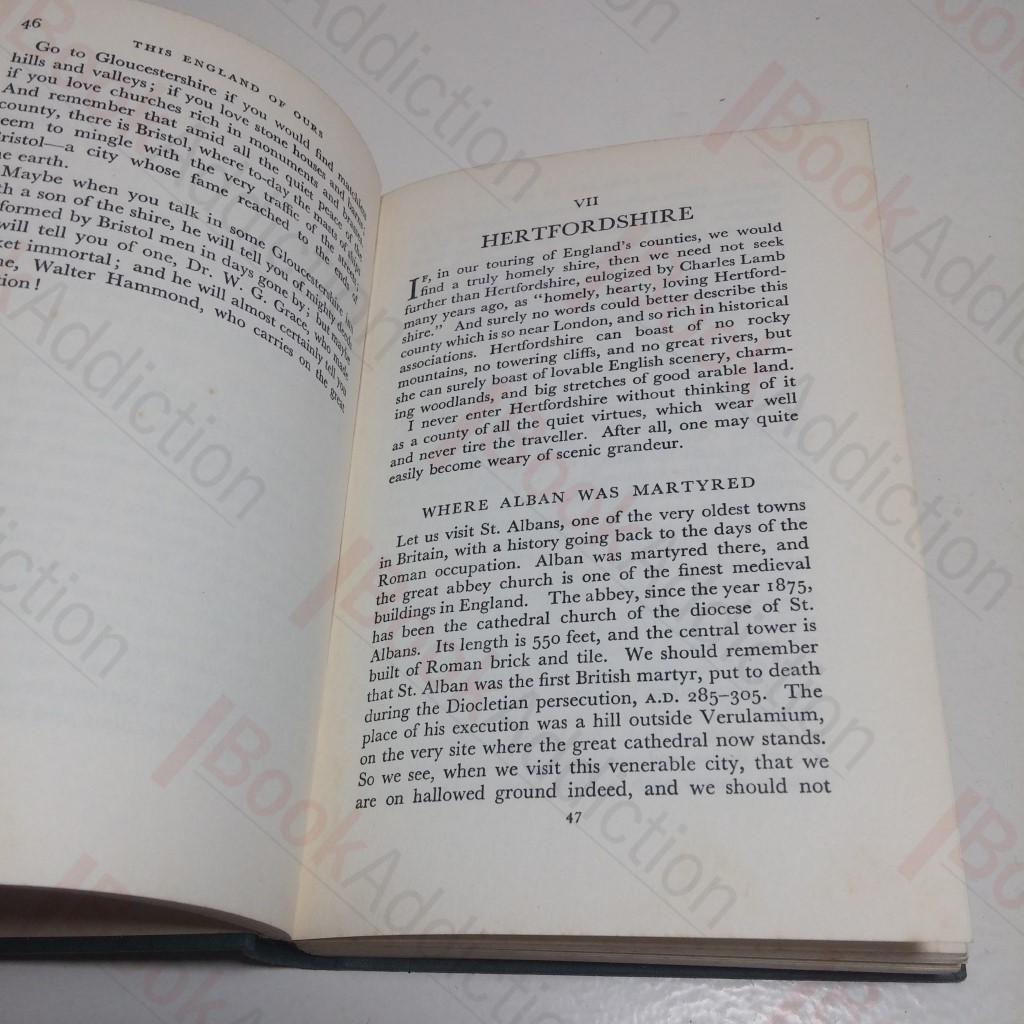 46
THIS ENGLAND OF OURS
Go to Gloucestershire if you would find matchless
hills and valleys; if you love stone houses and barns;
if you love churches rich in monuments and brasses.
And remember that amid all the quiet peace of the
county, there is Bristol, where to-day the masts of ships
seem to mingle with the very traffic of the streets;
Bristol—a city whose fame reached to the ends of
the earth.
Maybe when you talk in some Gloucestershire inn
with a son of the shire, he will tell you of mighty deeds
performed by Bristol men in days gone by; but maybe
will tell you of one, Dr. W. G. Grace, who made
immortal; and he will almost certainly tell you
Walter Hammond, who carries on the great
tion!
VII
HERTFORDSHIRE
IF, in our touring of England's counties, we would
find a truly homely shire, then we need not seek
further than Hertfordshire, eulogized by Charles Lamb
many years ago, as "homely, hearty, loving Hertford-
shire." And surely no words could better describe this
county which is so near London, and so rich in historical
associations. Hertfordshire can boast of no rocky
mountains, no towering cliffs, and no great rivers, but
she can surely boast of lovable English scenery, charm-
ing woodlands, and big stretches of good arable land.
I never enter Hertfordshire without thinking of it
as a county of all the quiet virtues, which wear well
and never tire the traveller. After all, one may quite
easily become weary of scenic grandeur.
WHERE ALBAN WAS MARTYRED
Let us visit St. Albans, one of the very oldest towns
in Britain, with a history going back to the days of the
Roman occupation. Alban was martyred there, and
the great abbey church is one of the finest medieval
buildings in England. The abbey, since the year 1875,
has been the cathedral church of the diocese of St.
Albans. Its length is 550 feet, and the central tower is
built of Roman brick and tile. We should remember
that St. Alban was the first British martyr, put to death
during the Diocletian persecution, A.D. 285–305. The
place of his execution was a hill outside Verulamium,
on the very site where the great cathedral now stands.
So we see, when we visit this venerable city, that we
are on hallowed ground indeed, and we should not
47
BookAddiction